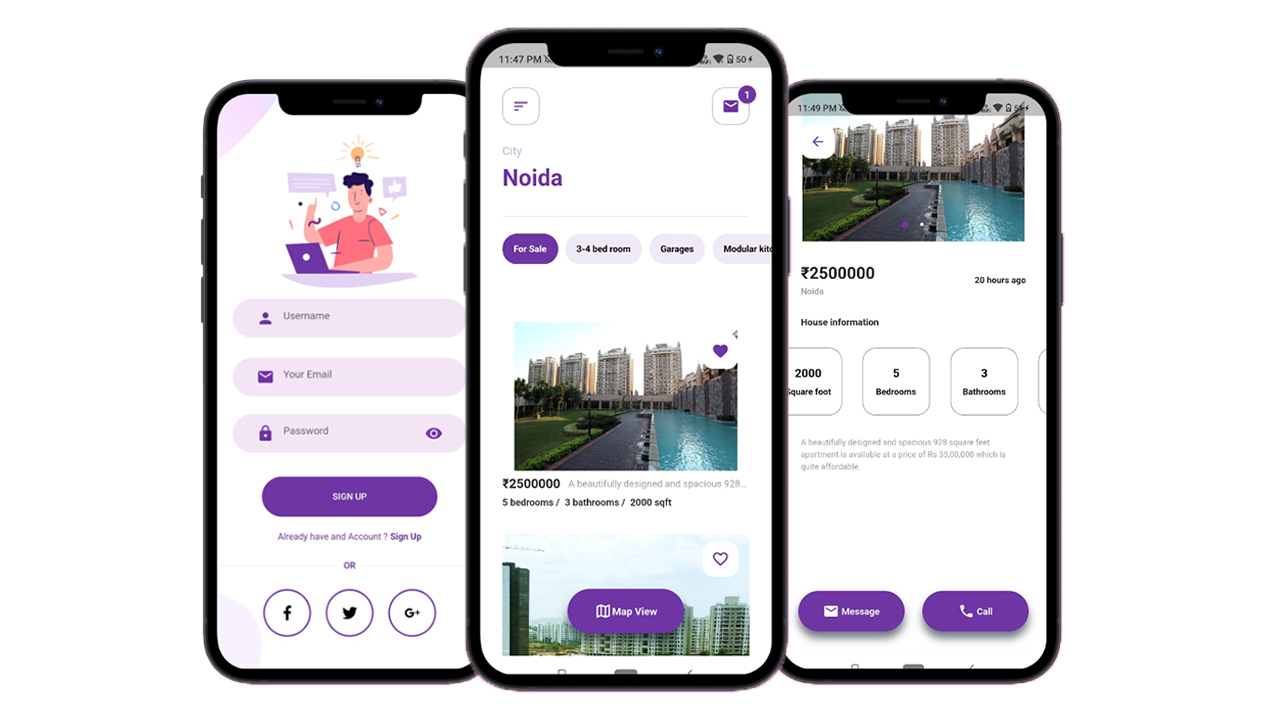 Username
Your Email
Password
SIGN UP
Already have and Account ? Sign Up
OR
f
G+
11:47 PM
50
1
City
Noida
For Sale
3-4 bed room
Garages
Modular kitc
₹2500000 A beautifully designed and spacious 928...
5 bedrooms / 3 bathrooms / 2000 sqft
Map View
11:49 PM
₹2500000
20 hours ago
Noida
House information
2000
5
3
Square foot
Bedrooms
Bathrooms
A beautifully designed and spacious 928 square feet
apartment is available at a price of Rs 35,00,000 which is
quite affordable.
Message
Call